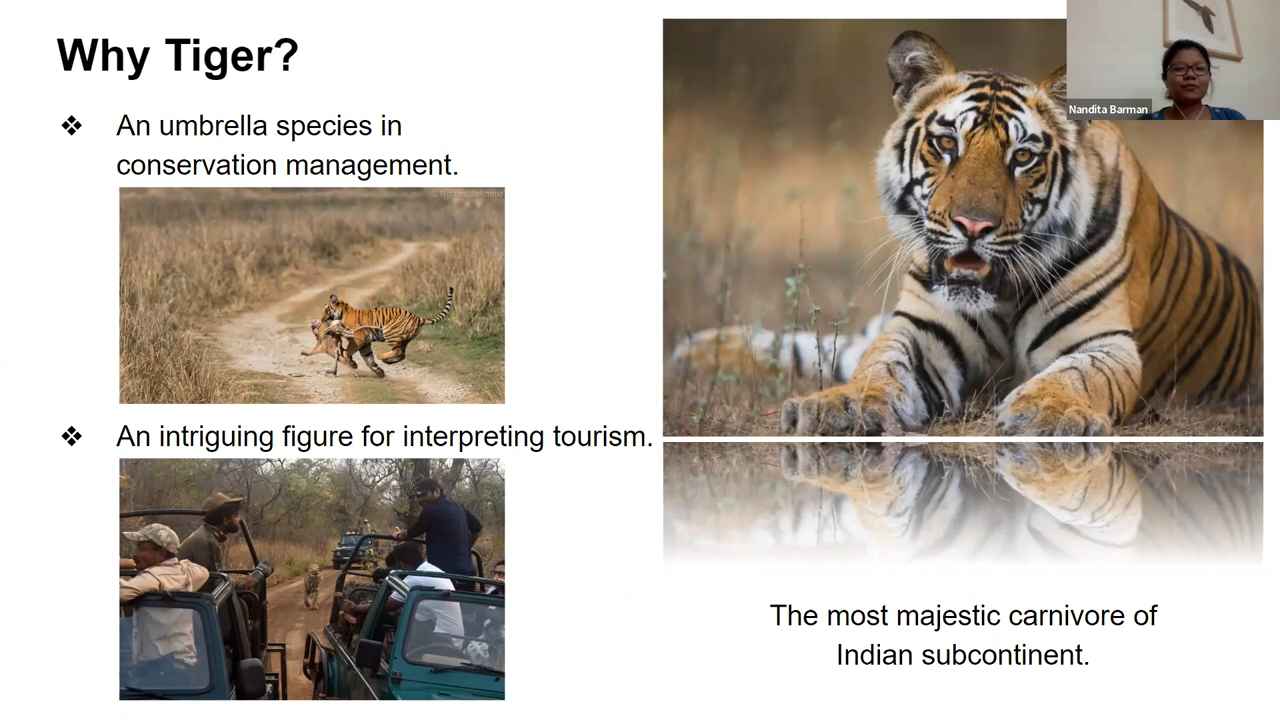 Why Tiger?
❖ An umbrella species in
conservation management.
❖ An intriguing figure for interpreting tourism.
Nandita Barman
The most majestic carnivore of
Indian subcontinent.